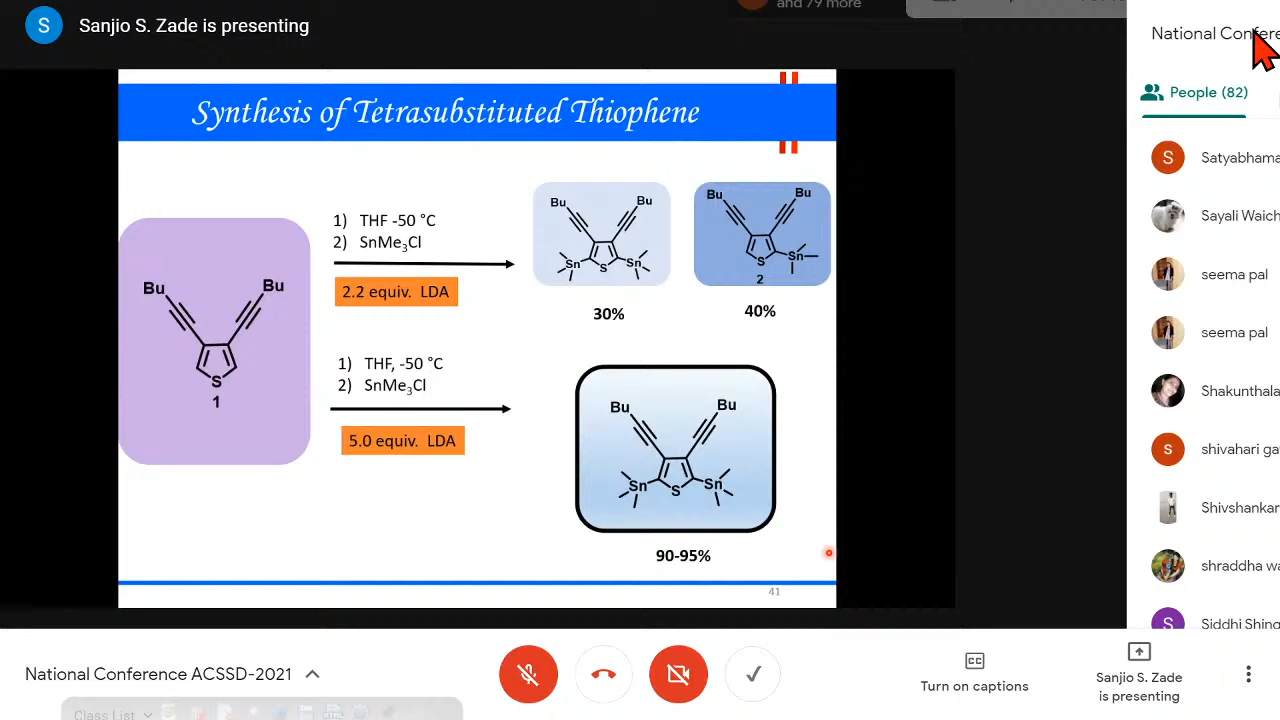 and 79 more
S
Sanjio S. Zade is presenting
National Confere
People (82)
Synthesis of Tetrasubstituted Thiophene
Bu
Bu
S
1
1) THF -50 °C
2) SnMe₃Cl
2.2 equiv. LDA
Bu
Bu
Sn
S
Sn
30%
Bu
Bu
S
Sn
2
40%
1) THF, -50 °C
2) SnMe₃Cl
5.0 equiv. LDA
Bu
Bu
Sn
S
Sn
90-95%
41
S
Satyabhama
Sayali Waich
seema pal
seema pal
Shakunthala
s
shivahari ga
Shivshankar
shraddha wa
S
Siddhi Shing
National Conference ACSSD-2021
CC
Turn on captions
Sanjio S. Zade
is presenting
Class List